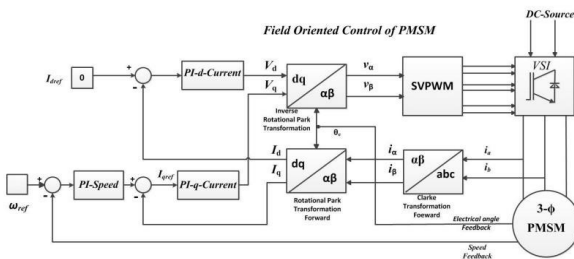 Field Oriented Control of PMSM
DC-Source
I_dref
0
+
-
PI-d-Current
V_d
V_q
dq
αβ
v_α
v_β
SVPWM
VSI
Inverse
Rotational Park
Transformation
θ_e
I_d
I_q
dq
αβ
i_α
i_β
αβ
abc
i_a
i_b
ω_ref
+
-
PI-Speed
+
-
I_qref
PI-q-Current
Rotational Park
Transformation
Forward
Clarke
Transformation
Foeward
Electrical angle
Feedback
3-ϕ
PMSM
Speed
Feedback